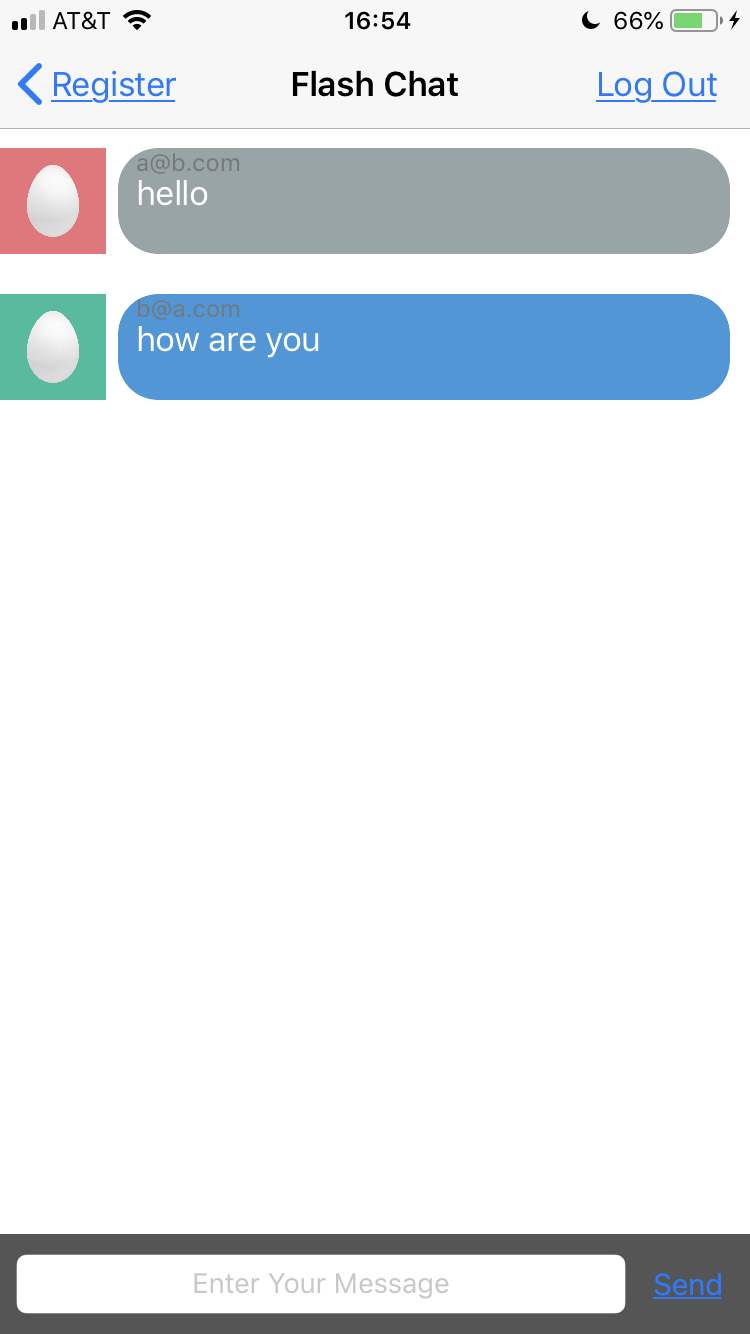 AT&T 16:54 66%
Register Flash Chat Log Out
a@b.com
hello
b@a.com
how are you
Enter Your Message Send